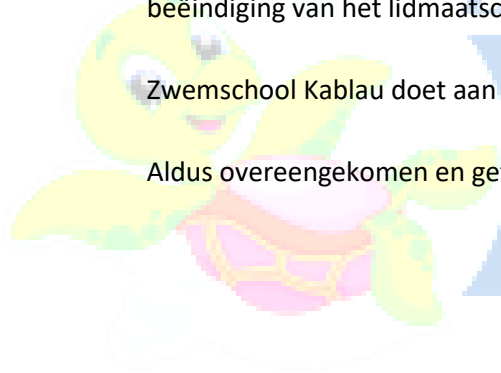 beëindiging van het lidmaatsc
Zwemschool Kablau doet aan
Aldus overeengekomen en ge